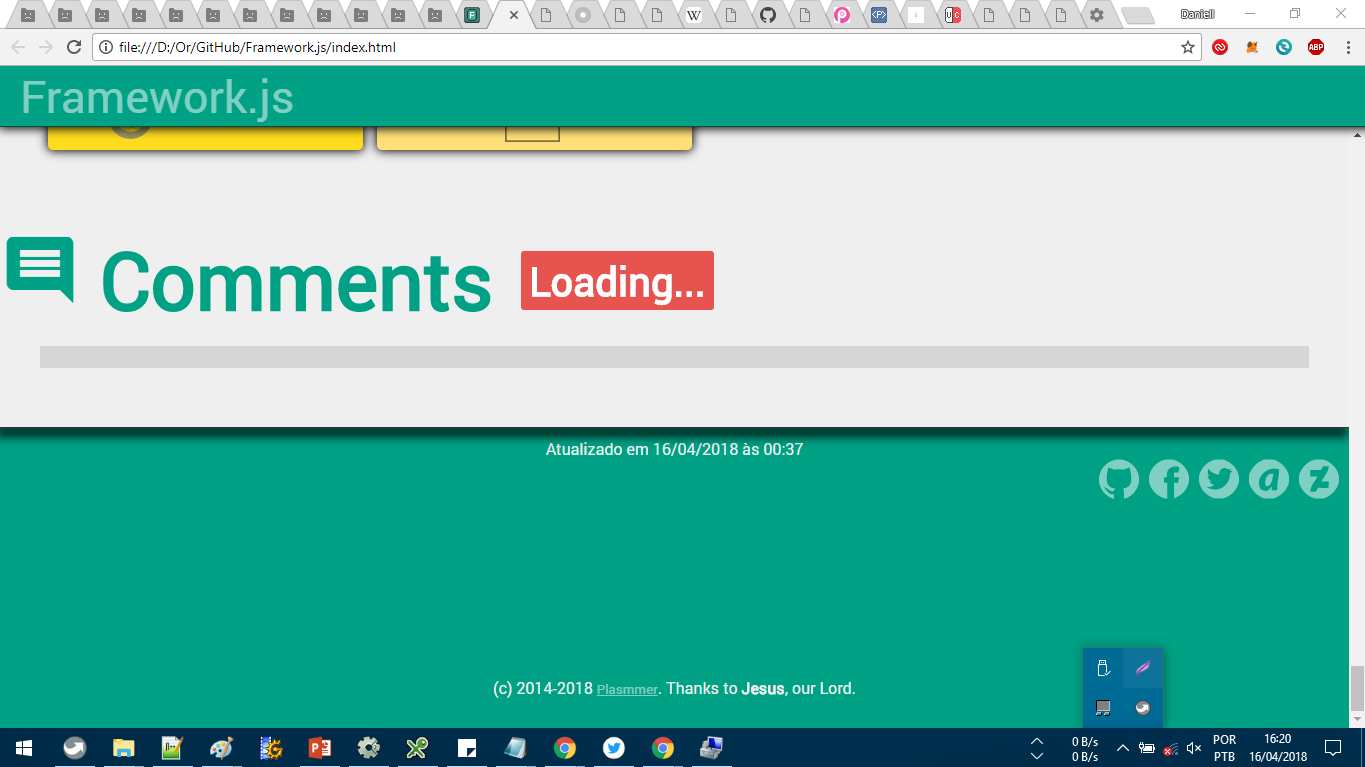 Daniell
file:///D:/Or/GitHub/Framework.js/index.html
ABP
Framework.js
Comments
Loading...
Atualizado em 16/04/2018 às 00:37
(c) 2014-2018 Plasmmer. Thanks to Jesus, our Lord.
0 B/s
0 B/s
POR
PTB
16:20
16/04/2018